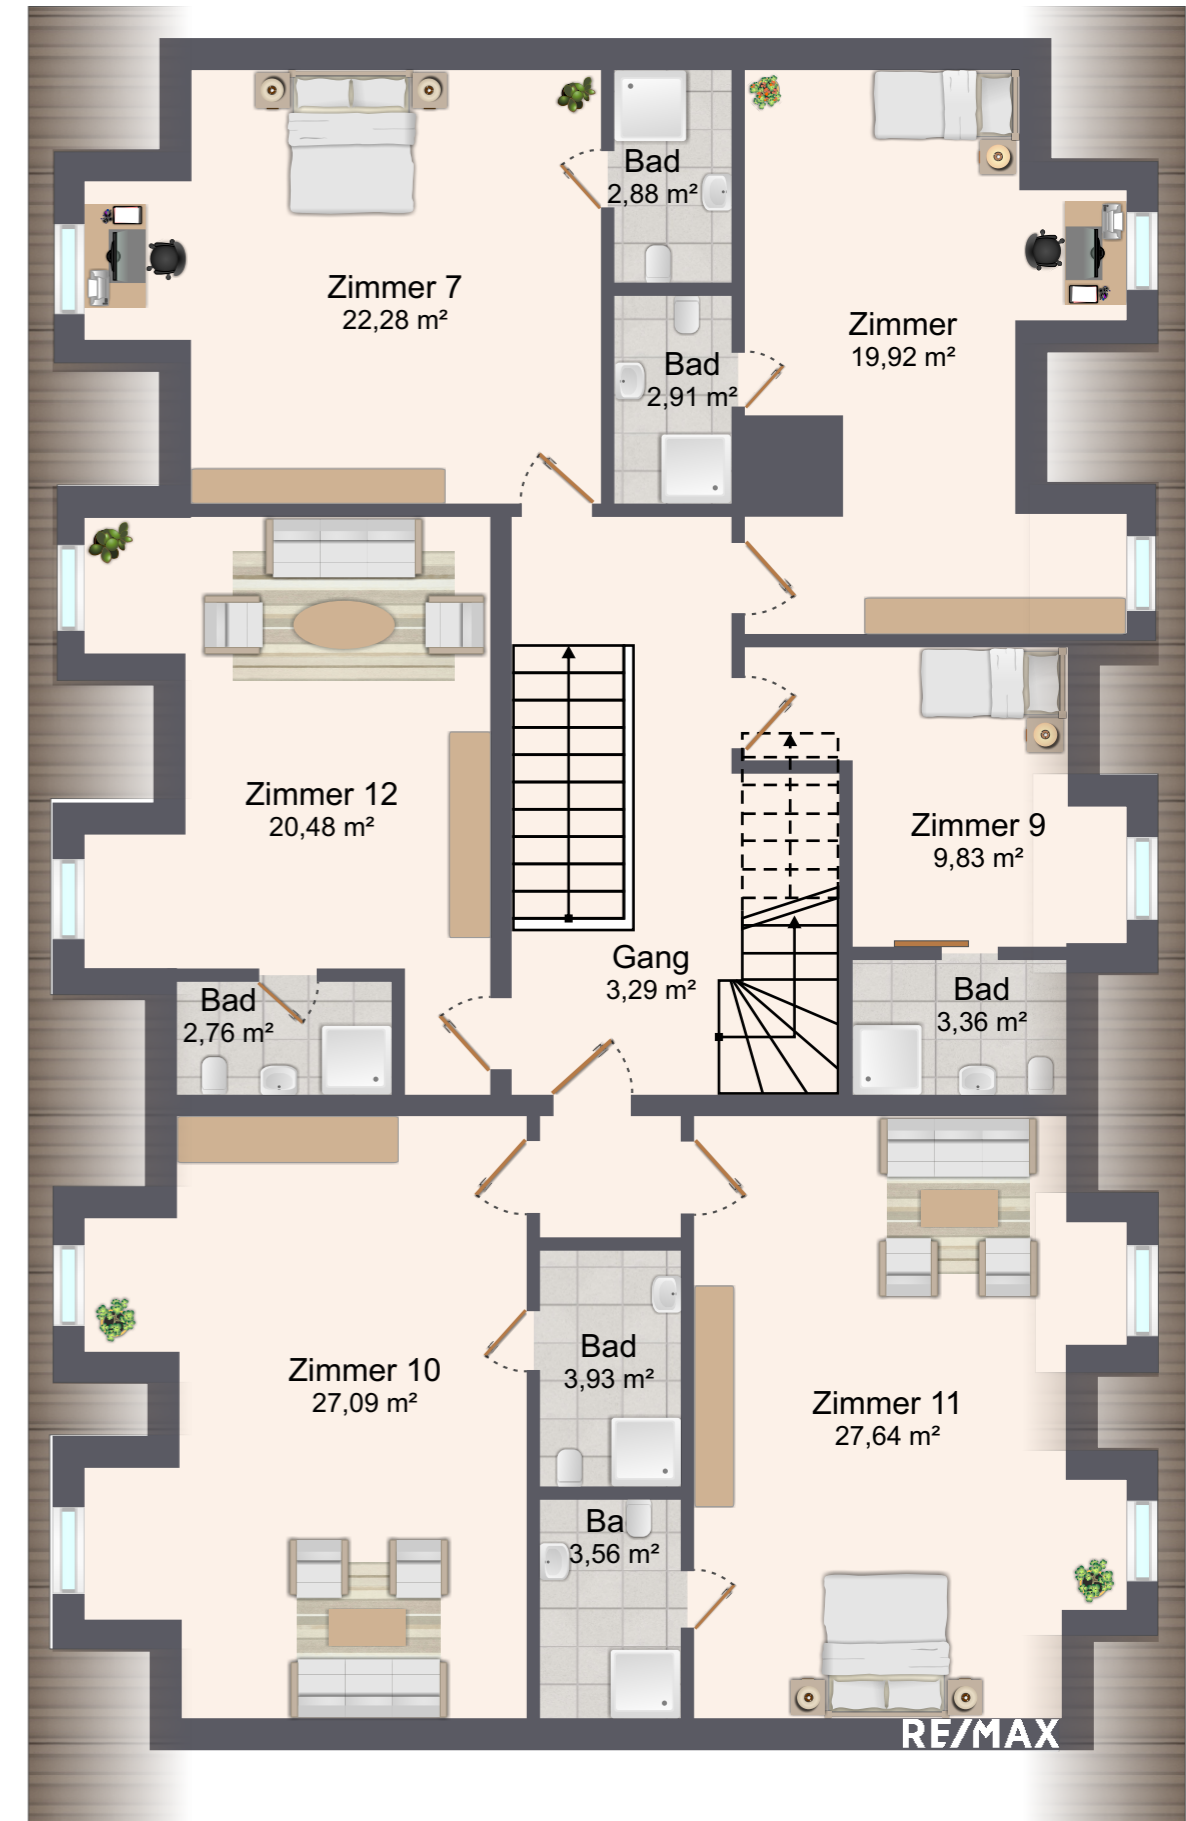 Bad
2,88 m²
Zimmer 7
22,28 m²
Zimmer
19,92 m²
Bad
2,91 m²
Zimmer 12
20,48 m²
Zimmer 9
9,83 m²
Gang
3,29 m²
Bad
2,76 m²
Bad
3,36 m²
Bad
3,93 m²
Zimmer 10
27,09 m²
Zimmer 11
27,64 m²
Ba
3,56 m²
RE/MAX